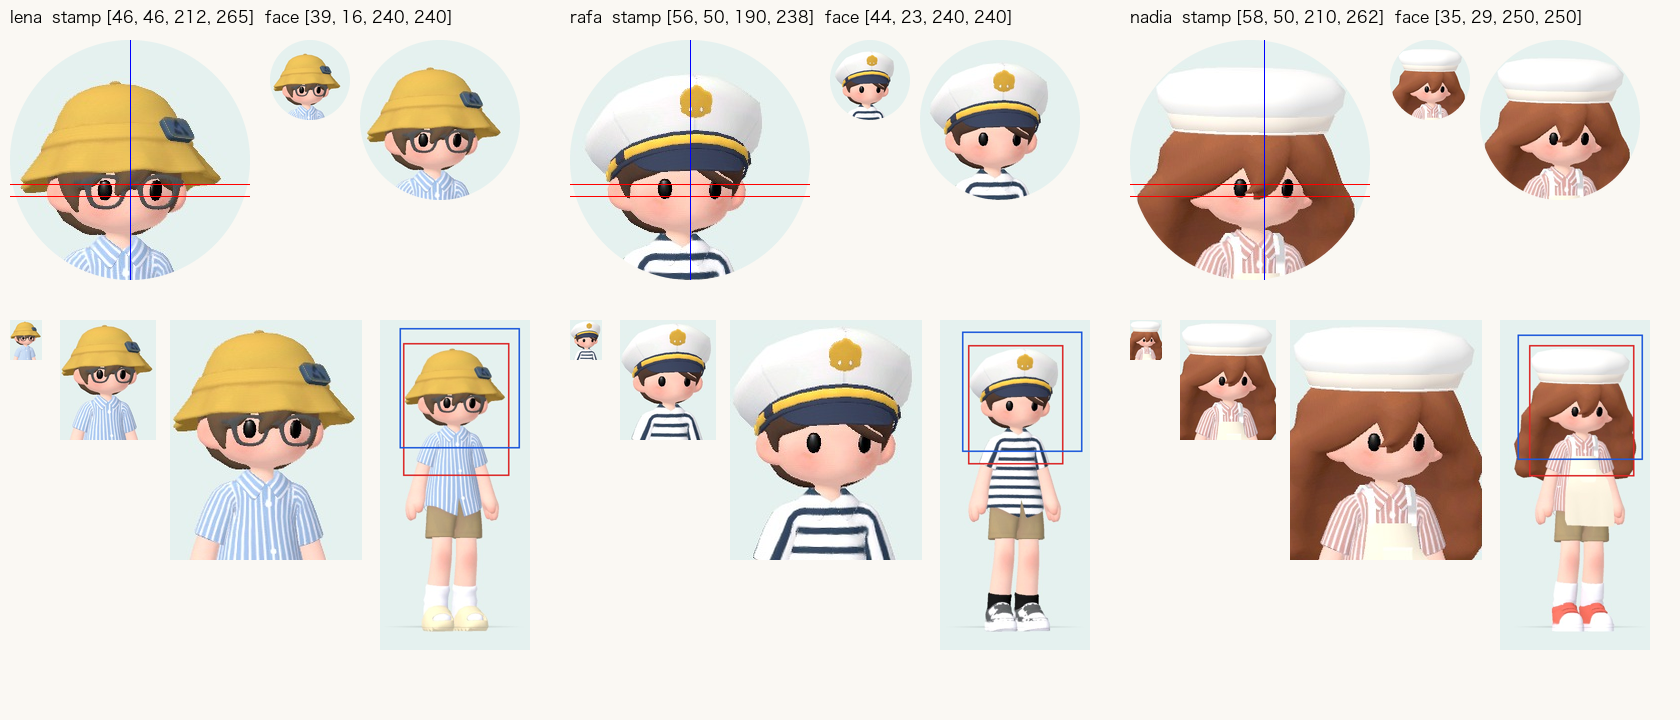 lena  stamp [46, 46, 212, 265]  face [39, 16, 240, 240]
rafa  stamp [56, 50, 190, 238]  face [44, 23, 240, 240]
nadia  stamp [58, 50, 210, 262]  face [35, 29, 250, 250]